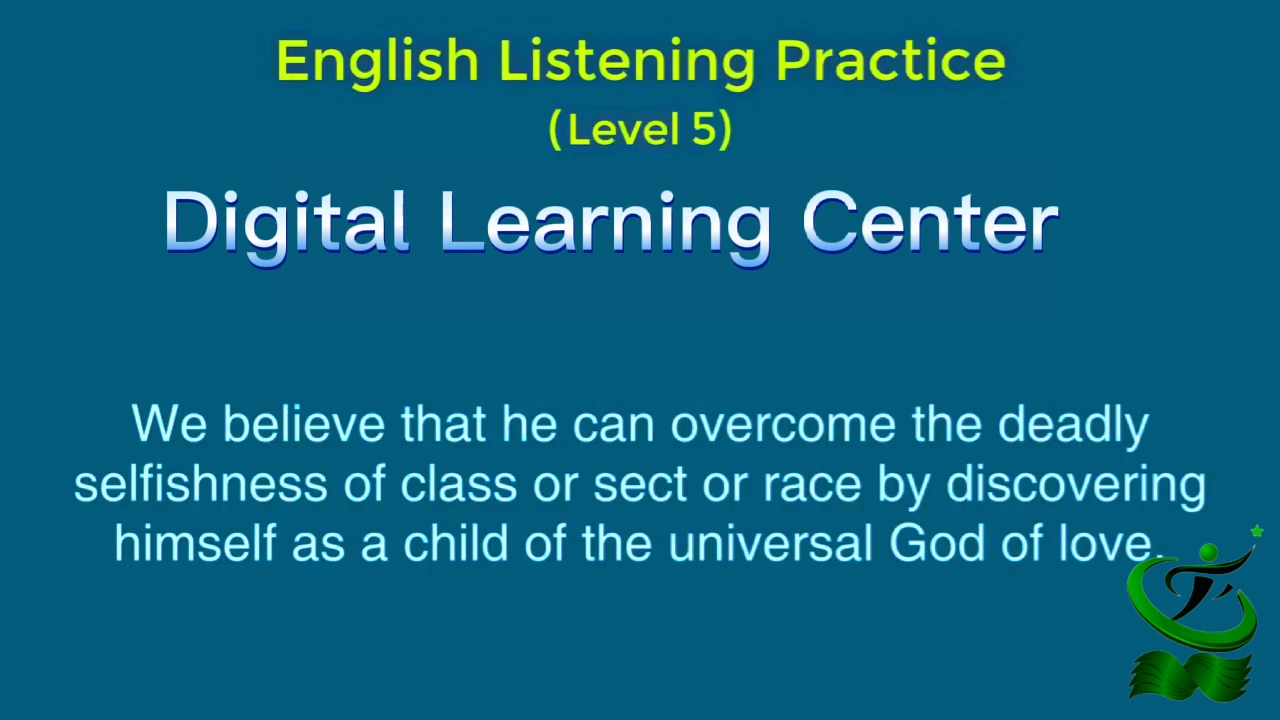 English Listening Practice
(Level 5)
Digital Learning Center
We believe that he can overcome the deadly
selfishness of class or sect or race by discovering
himself as a child of the universal God of love.